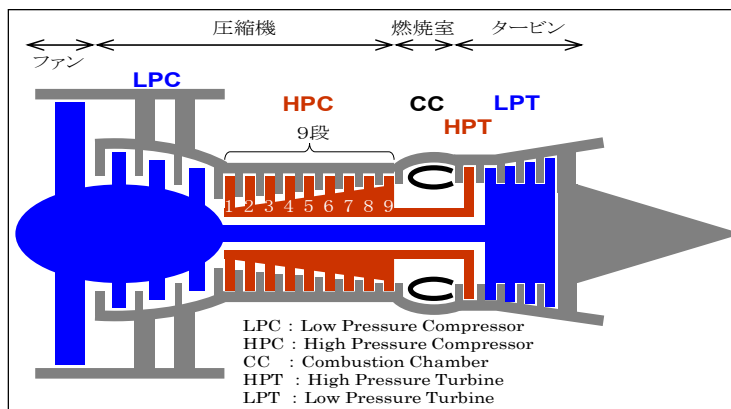 圧縮機 燃焼室 タービン
ファン
LPC
HPC
CC
LPT
HPT
9段
1 2 3 4 5 6 7 8 9
LPC : Low Pressure Compressor
HPC : High Pressure Compressor
CC : Combustion Chamber
HPT : High Pressure Turbine
LPT : Low Pressure Turbine